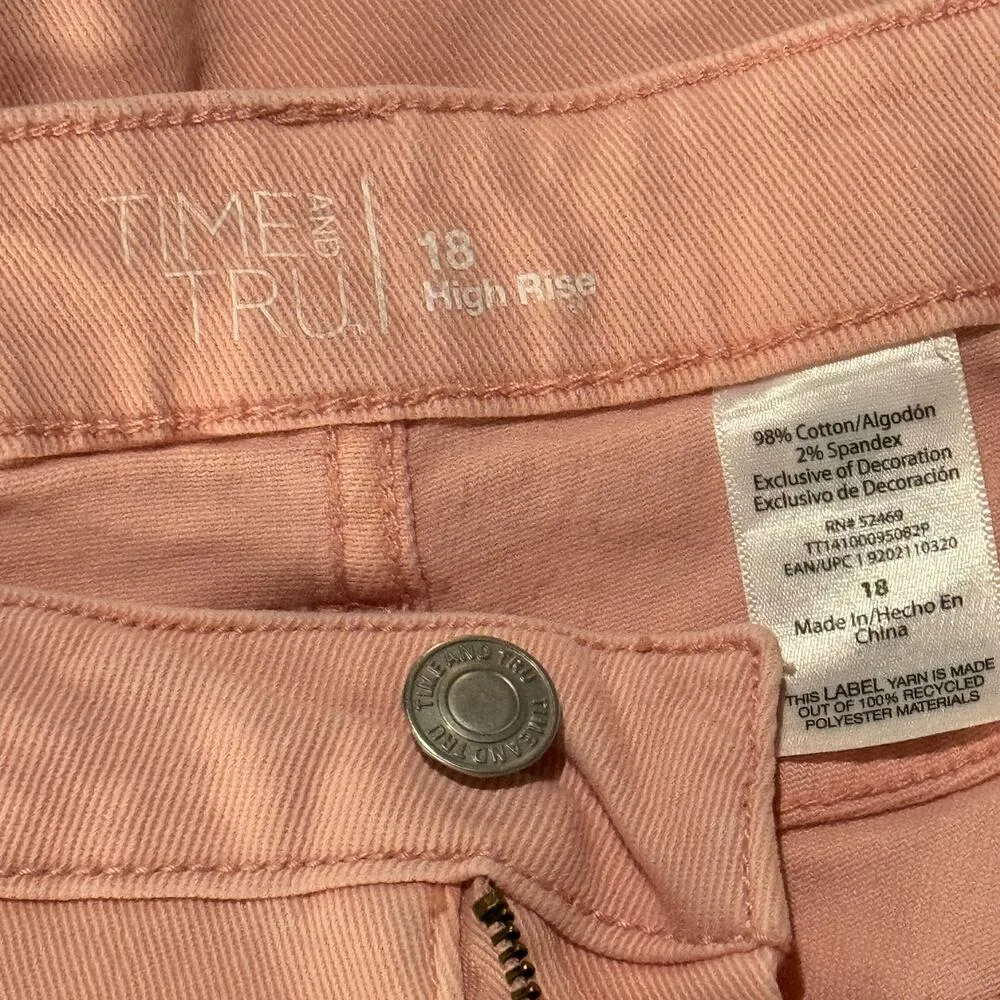 TIME AND
TRU
18
High Rise
98% Cotton/Algodón
2% Spandex
Exclusive of Decoration
Exclusivo de Decoración
RN# 52469
TT14100095082P
EAN/UPC 19202110320
18
Made In/Hecho En
China
THIS LABEL YARN IS MADE
OUT OF 100% RECYCLED
POLYESTER MATERIALS
TIME AND TRU TIME AND TRU